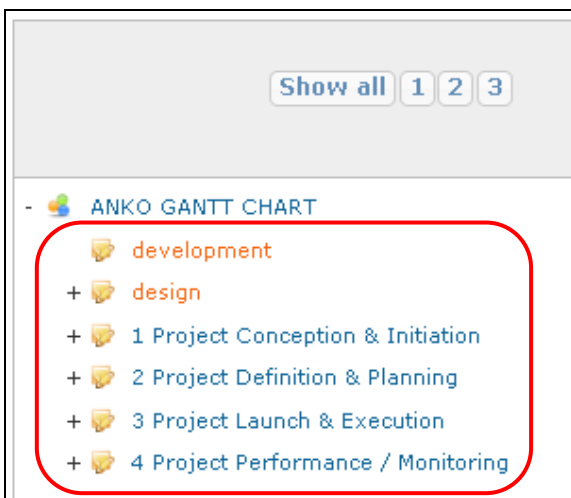 Show all 1 2 3
- ANKO GANTT CHART
development
+ design
+ 1 Project Conception & Initiation
+ 2 Project Definition & Planning
+ 3 Project Launch & Execution
+ 4 Project Performance / Monitoring